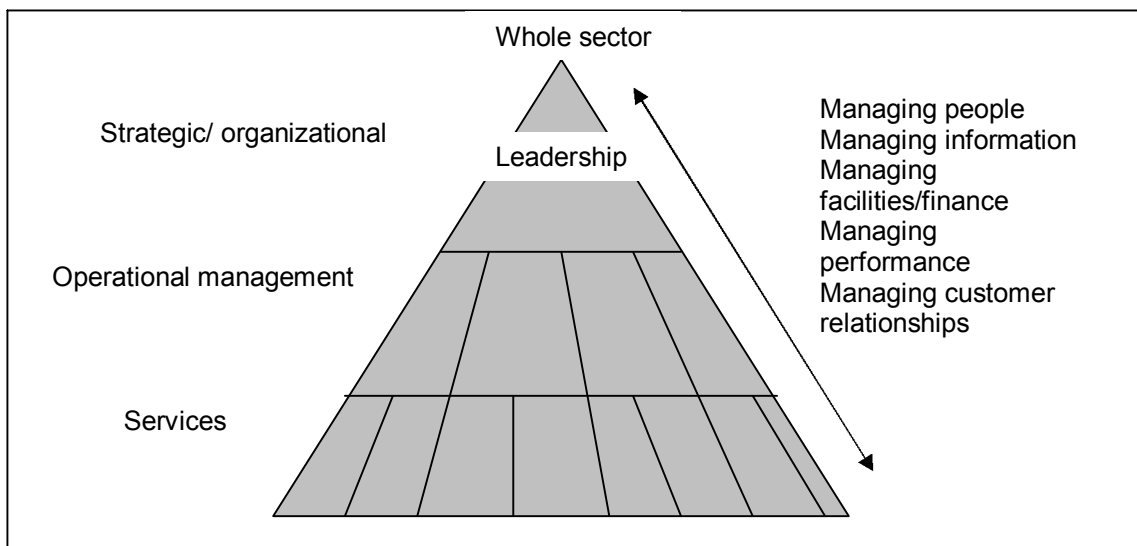 Whole sector
Strategic/ organizational
Leadership
Operational management
Services
Managing people
Managing information
Managing
facilities/finance
Managing
performance
Managing customer
relationships